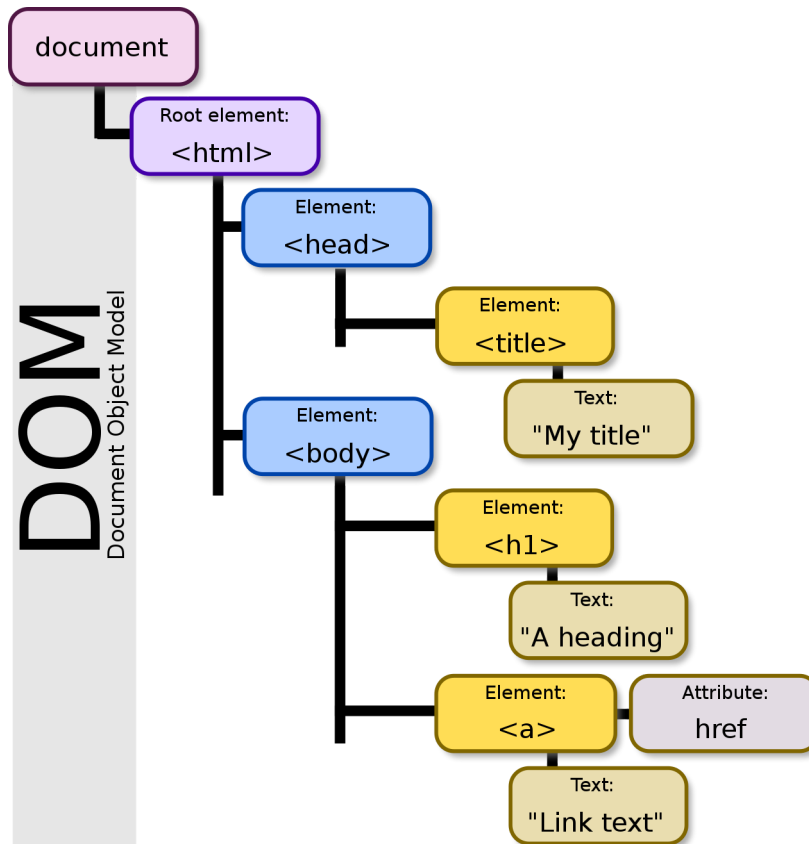 document
Root element:
<html>
Element:
<head>
Element:
<title>
Text:
"My title"
Element:
<body>
Element:
<h1>
Text:
"A heading"
Element:
<a>
Attribute:
href
Text:
"Link text"
DOM
Document Object Model